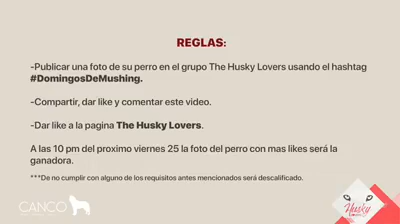 REGLAS:
-Publicar una foto de su perro en el grupo The Husky Lovers usando el hashtag
#DomingosDeMushing.
-Compartir, dar like y comentar este video.
-Dar like a la pagina The Husky Lovers.
A las 10 pm del proximo viernes 25 la foto del perro con mas likes será la
ganadora.
***De no cumplir con alguno de los requisitos antes mencionados será descalificado.
CANCO
Husky
Lovers